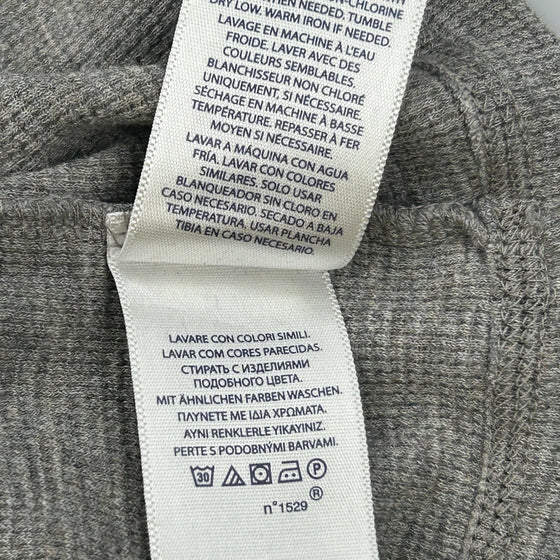 WHEN NEEDED, TUMBLE
DRY LOW. WARM IRON IF NEEDED.
LAVAGE EN MACHINE À L'EAU
FROIDE. LAVER AVEC DES
COULEURS SEMBLABLES.
BLANCHISSEUR NON CHLORÉ
UNIQUEMENT, SI NÉCESSAIRE.
SÉCHAGE EN MACHINE À BASSE
TEMPÉRATURE. REPASSER À FER
MOYEN SI NÉCESSAIRE.
LAVAR A MÁQUINA CON AGUA
FRÍA. LAVAR CON COLORES
SIMILARES. SOLO USAR
BLANQUEADOR SIN CLORO EN
CASO NECESARIO. SECADO A BAJA
TEMPERATURA, USAR PLANCHA
TIBIA EN CASO NECESARIO.
LAVARE CON COLORI SIMILI.
LAVAR COM CORES PARECIDAS.
СТИРАТЬ С ИЗДЕЛИЯМИ
ПОДОБНОГО ЦВЕТА.
MIT ÄHNLICHEN FARBEN WASCHEN.
ΠΛΥΝΕΤΕ ΜΕ ΙΔΙΑ ΧΡΩΜΑΤΑ.
AYNI RENKLERLE YIKAYINIZ.
PERTE S PODOBNÝMI BARVAMI.
30 P
®
n°1529